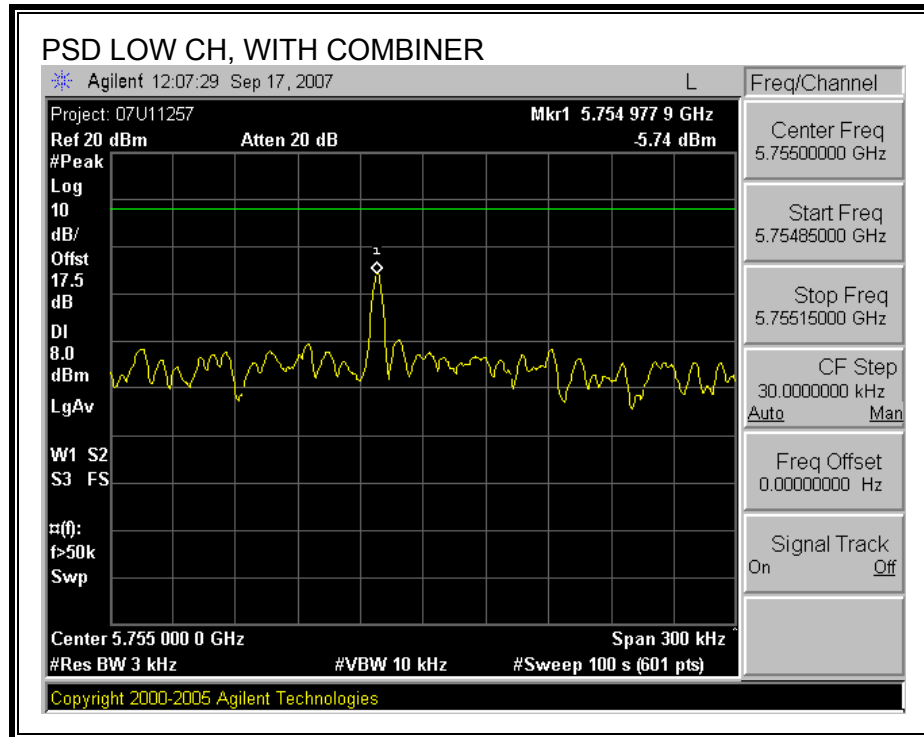 PSD LOW CH, WITH COMBINER
Agilent 12:07:29 Sep 17, 2007 L
Project: 07U11257 Mkr1 5.754 977 9 GHz
Ref 20 dBm Atten 20 dB -5.74 dBm
#Peak
Log
10
dB/
Offst
17.5
dB
DI
8.0
dBm
LgAv
W1 S2
S3 FS
¤(f):
f>50k
Swp
1
Center 5.755 000 0 GHz Span 300 kHz ^
#Res BW 3 kHz #VBW 10 kHz #Sweep 100 s (601 pts)
Copyright 2000-2005 Agilent Technologies
Freq/Channel
Center Freq
5.75500000 GHz
Start Freq
5.75485000 GHz
Stop Freq
5.75515000 GHz
CF Step
30.0000000 kHz
Auto Man
Freq Offset
0.00000000 Hz
Signal Track
On Off